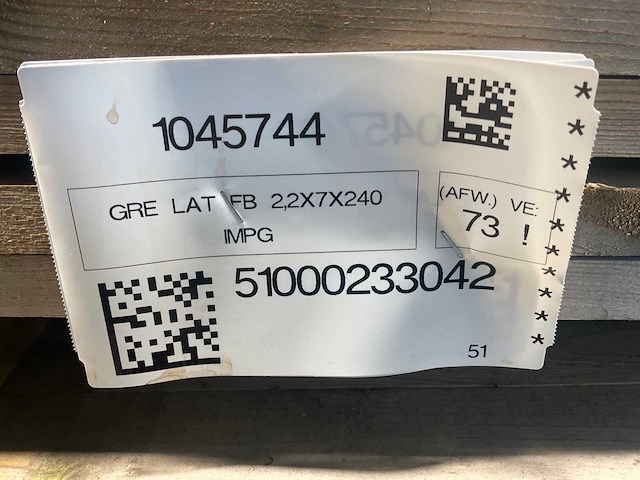 1045744
GRE LAT FB 2,2X7X240
IMPG
(AFW.) VE:
73 !
51000233042
51
* * * * * * * * *